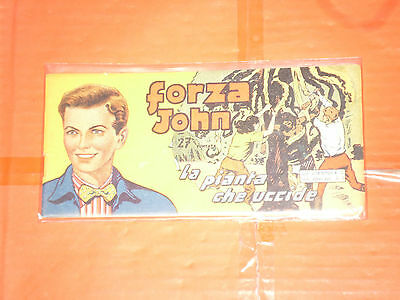 forza
John
27
la pianta
che uccide